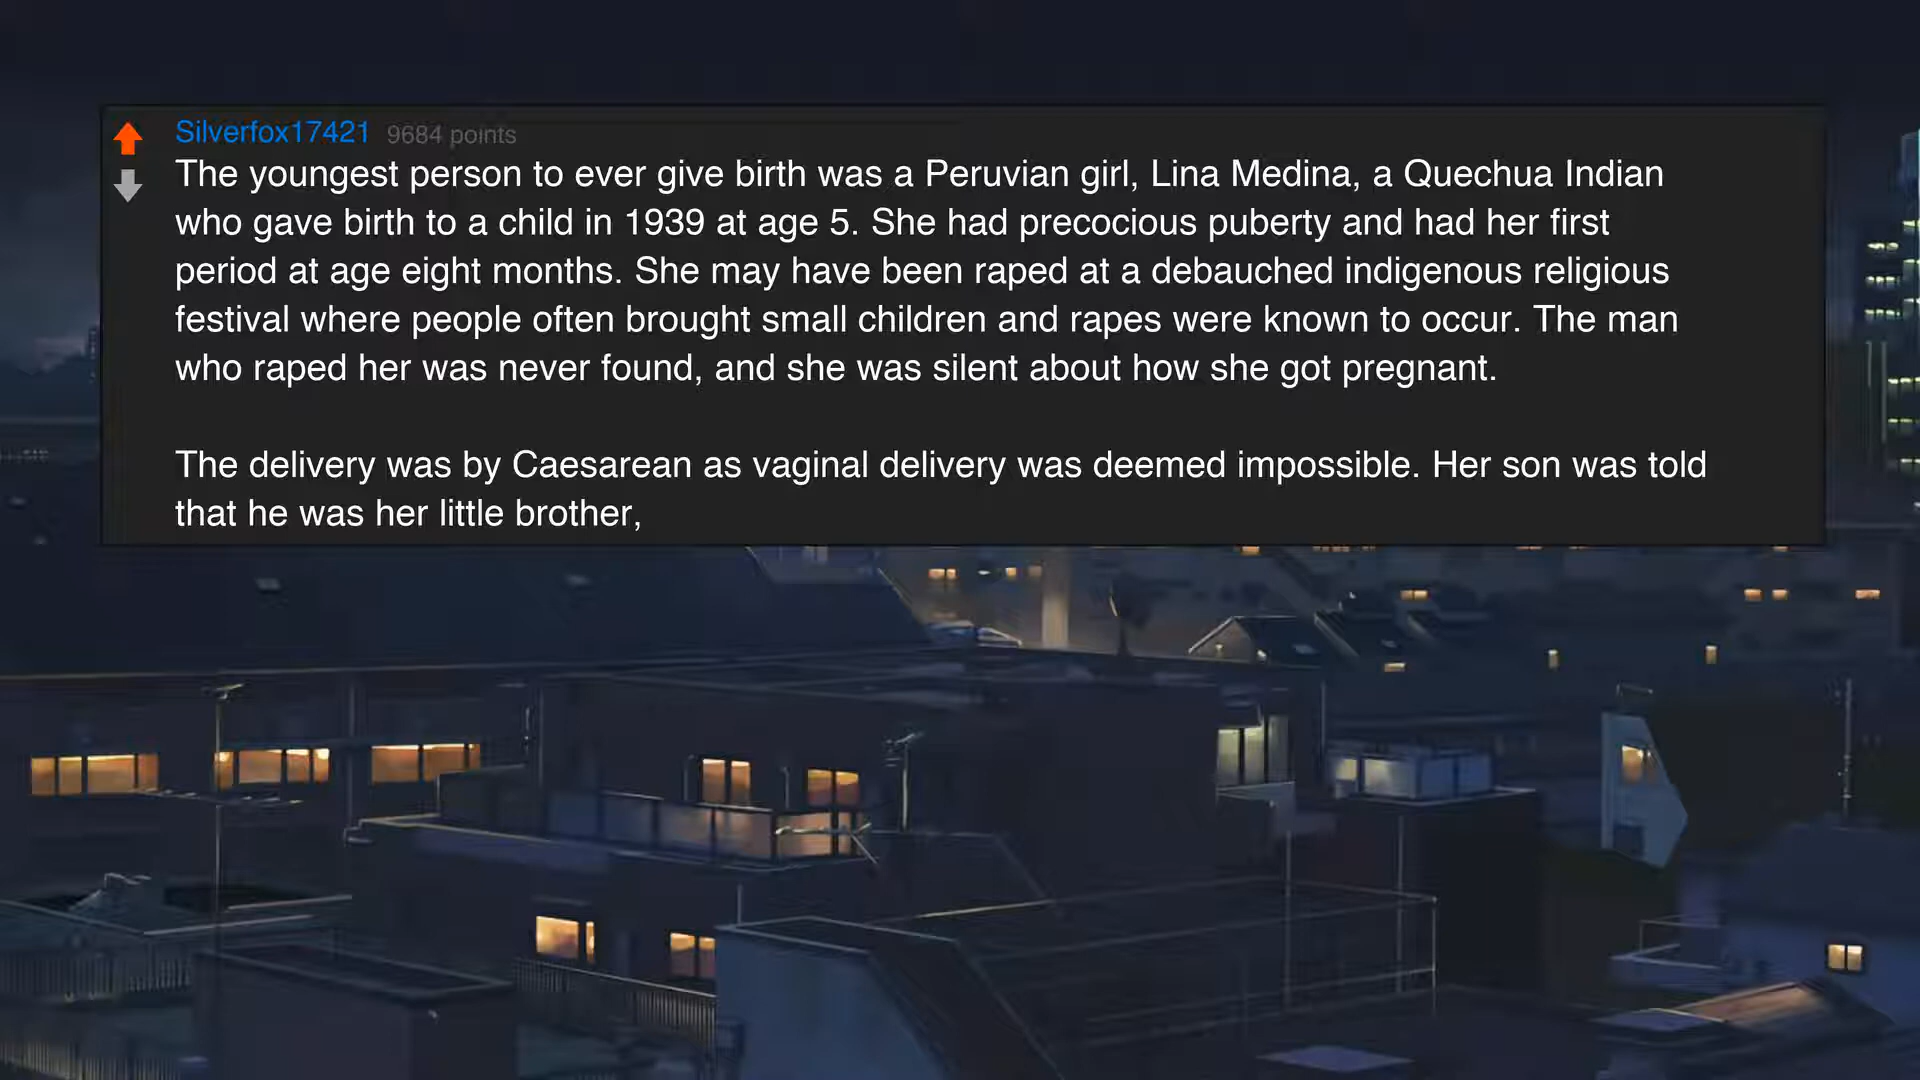 Silverfox17421 9684 points
The youngest person to ever give birth was a Peruvian girl, Lina Medina, a Quechua Indian
who gave birth to a child in 1939 at age 5. She had precocious puberty and had her first
period at age eight months. She may have been raped at a debauched indigenous religious
festival where people often brought small children and rapes were known to occur. The man
who raped her was never found, and she was silent about how she got pregnant.
The delivery was by Caesarean as vaginal delivery was deemed impossible. Her son was told
that he was her little brother,